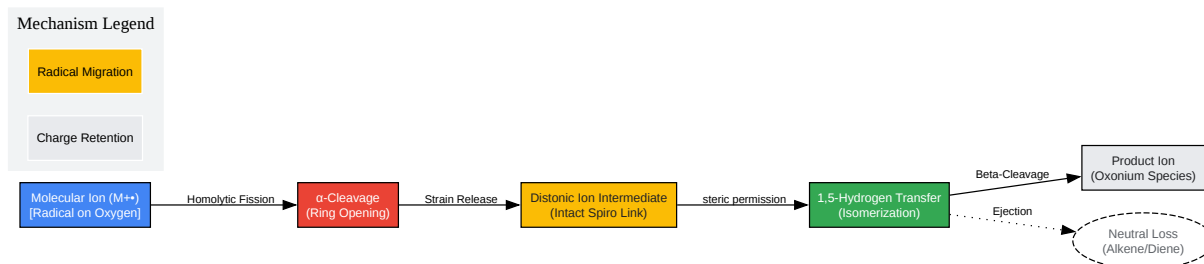 Mechanism Legend
Radical Migration
Charge Retention
Molecular Ion (M+•)
[Radical on Oxygen]
Homolytic Fission
α-Cleavage
(Ring Opening)
Strain Release
Distonic Ion Intermediate
(Intact Spiro Link)
steric permission
1,5-Hydrogen Transfer
(Isomerization)
Beta-Cleavage
Product Ion
(Oxonium Species)
Ejection
Neutral Loss
(Alkene/Diene)